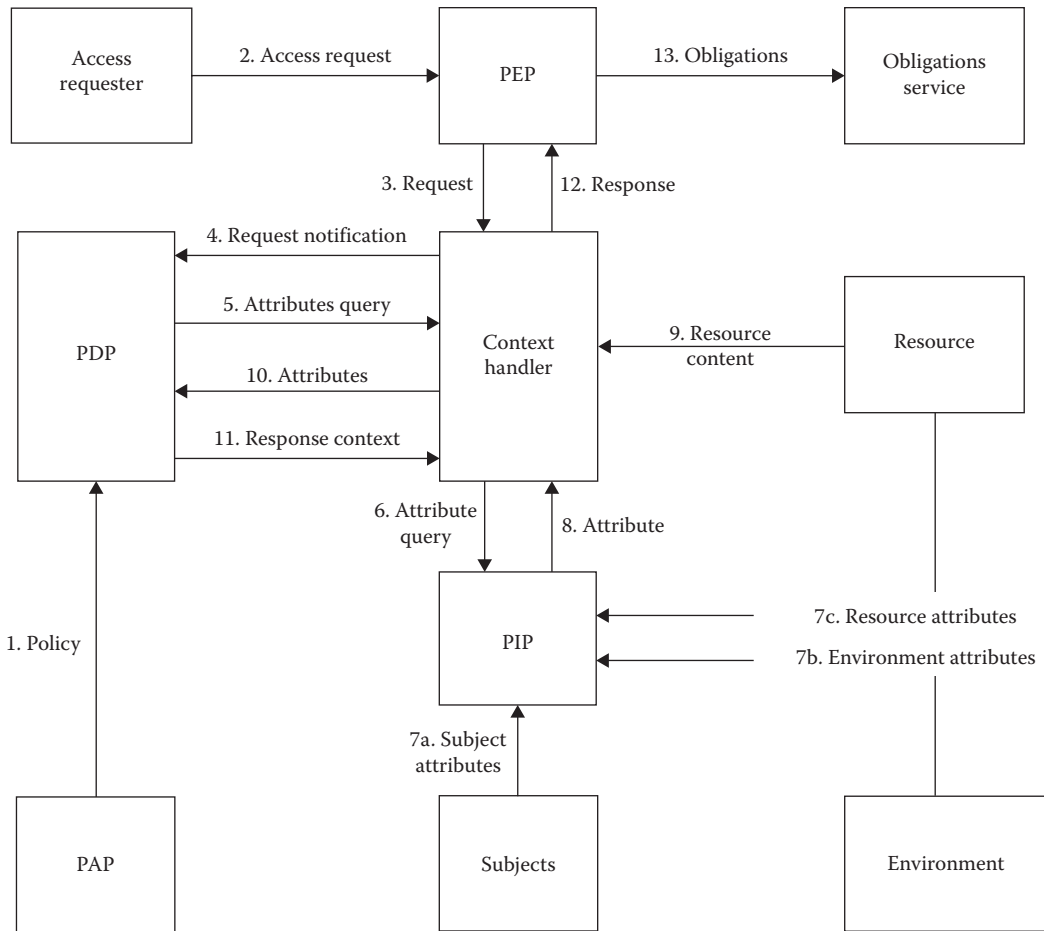 Access
requester
2. Access request
PEP
13. Obligations
Obligations
service
3. Request
12. Response
4. Request notification
5. Attributes query
PDP
10. Attributes
11. Response context
Context
handler
9. Resource
content
Resource
6. Attribute
query
8. Attribute
1. Policy
PIP
7c. Resource attributes
7b. Environment attributes
7a. Subject
attributes
PAP
Subjects
Environment